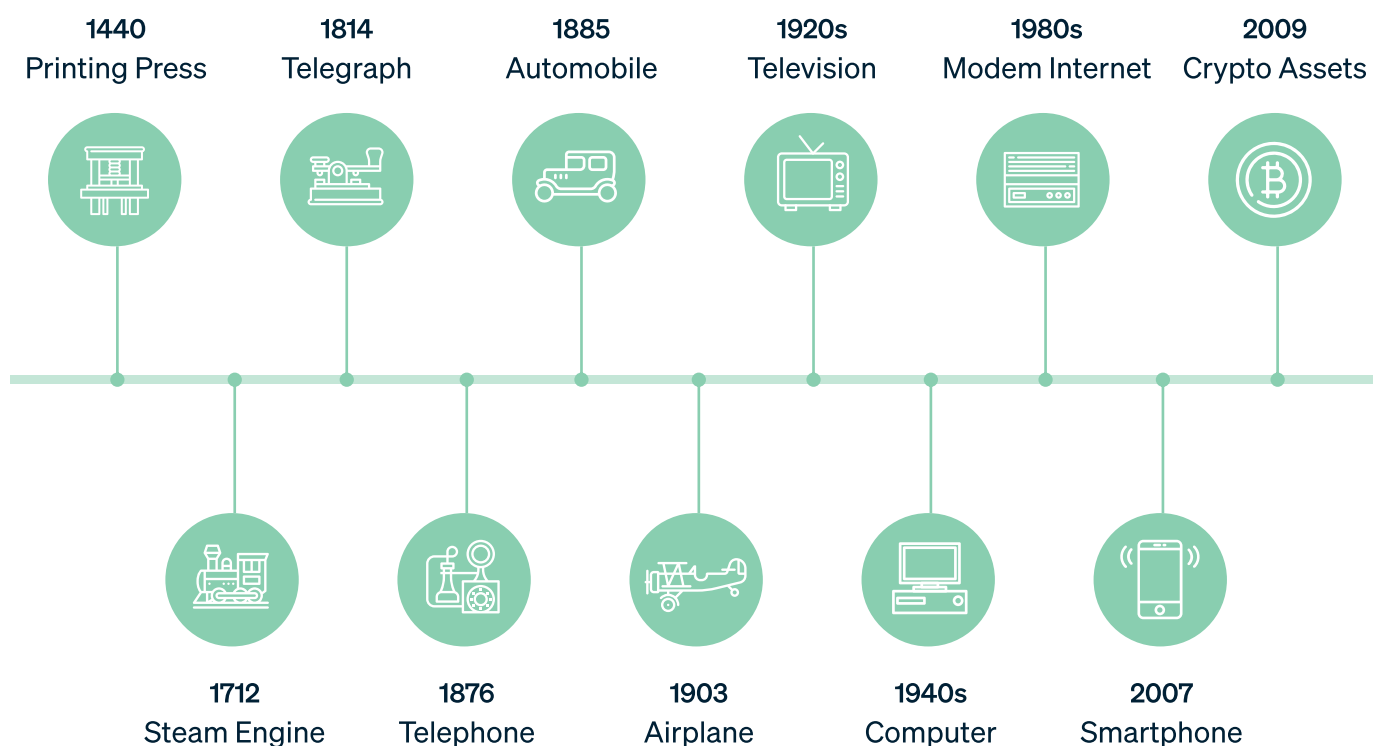 1440
Printing Press
1814
Telegraph
1885
Automobile
1920s
Television
1980s
Modem Internet
2009
Crypto Assets
1712
Steam Engine
1876
Telephone
1903
Airplane
1940s
Computer
2007
Smartphone